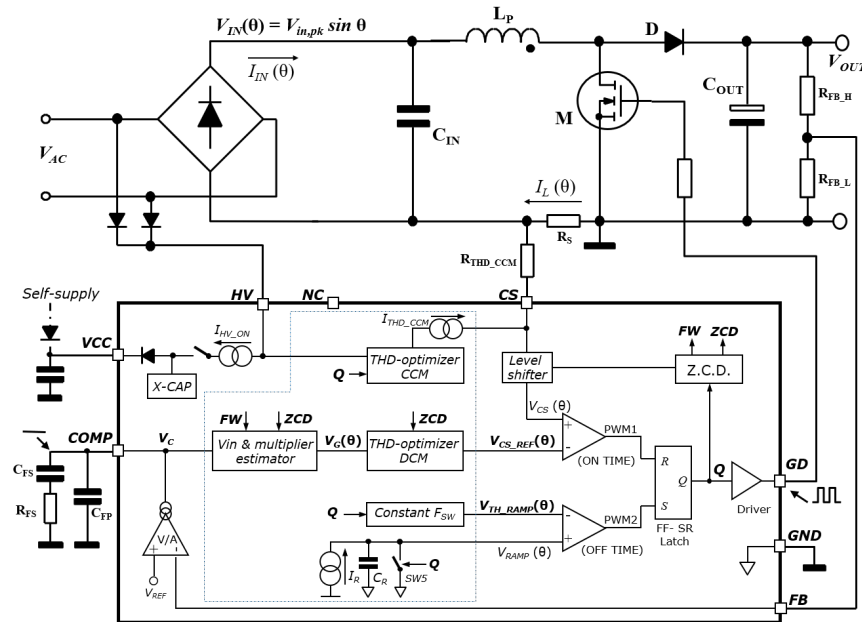 V_IN(θ) = V_in,pk sin θ
I_IN (θ)
L_P
D
V_OUT
C_OUT
R_FB_H
M
C_IN
V_AC
I_L (θ)
R_FB_L
R_S
R_THD_CCM
Self-supply
HV
NC
CS
I_HV_ON
I_THD_CCM
FW
ZCD
VCC
X-CAP
Q
THD-optimizer
CCM
Level
shifter
Z.C.D.
V_CS (θ)
COMP
V_C
FW
ZCD
ZCD
Vin & multiplier
estimator
V_G(θ)
THD-optimizer
DCM
V_CS_REF(θ)
+
-
PWM1
(ON TIME)
R
Q
S
FF- SR
Latch
Q
Driver
GD
C_FS
R_FS
C_FP
Q
Constant F_SW
V_TH_RAMP(θ)
-
+
PWM2
(OFF TIME)
V_RAMP (θ)
V/A
+
-
V_REF
I_R
C_R
SW5
Q
GND
FB